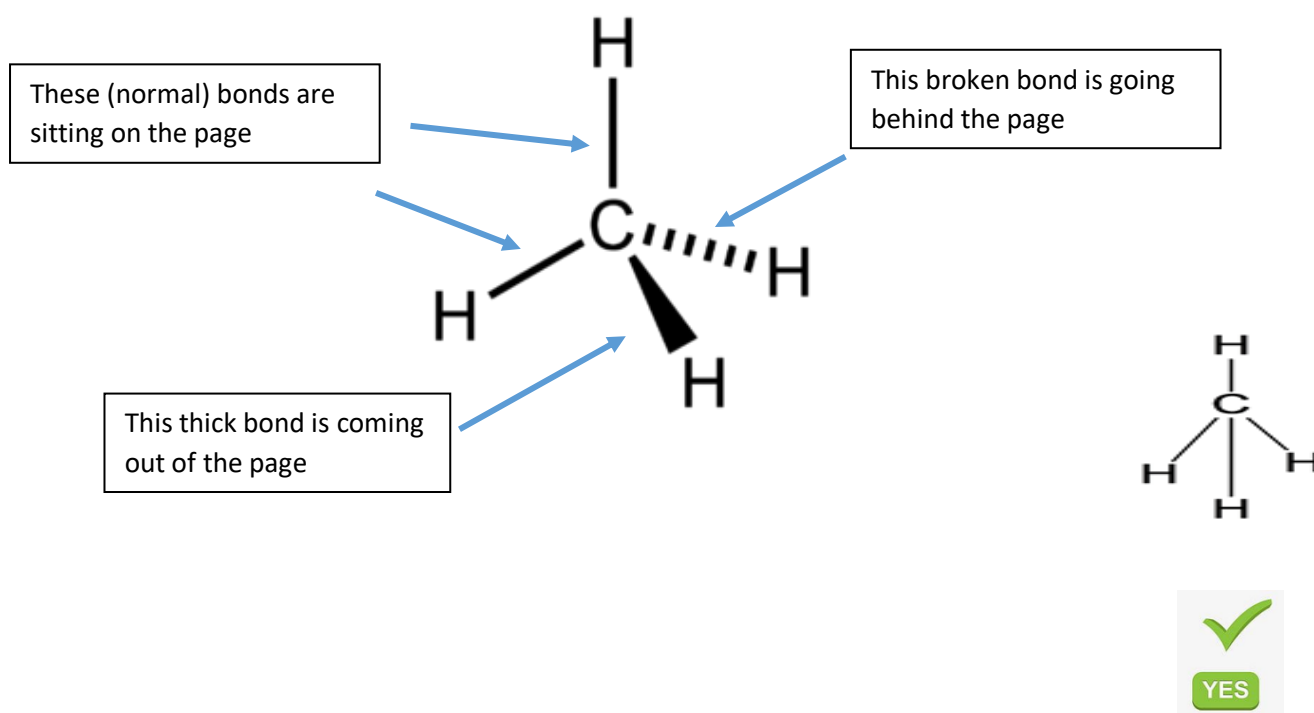 H
These (normal) bonds are
sitting on the page
This broken bond is going
behind the page
C
H
H
H
This thick bond is coming
out of the page
H
C
H
H
H
YES